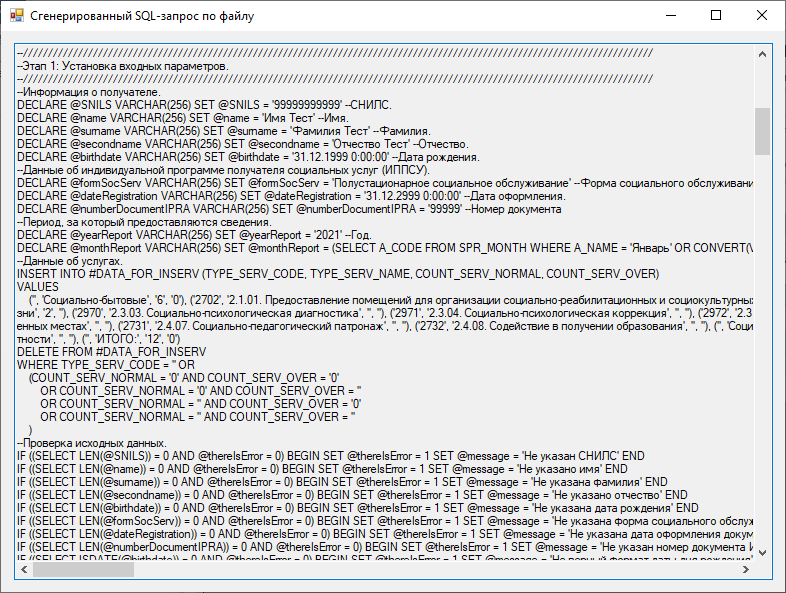 Сгенерированный SQL-запрос по файлу
--////////////////////////////////////////////////////////////////////////////////////////////////////////////////////////////////
--Этап 1: Установка входных параметров.
--////////////////////////////////////////////////////////////////////////////////////////////////////////////////////////////////
--Информация о получателе.
DECLARE @SNILS VARCHAR(256) SET @SNILS = '99999999999' --СНИЛС.
DECLARE @name VARCHAR(256) SET @name = 'Имя Тест' --Имя.
DECLARE @surname VARCHAR(256) SET @surname = 'Фамилия Тест' --Фамилия.
DECLARE @secondname VARCHAR(256) SET @secondname = 'Отчество Тест' --Отчество.
DECLARE @birthdate VARCHAR(256) SET @birthdate = '31.12.1999 0:00:00' --Дата рождения.
--Данные об индивидуальной программе получателя социальных услуг (ИППСУ).
DECLARE @formSocServ VARCHAR(256) SET @formSocServ = 'Полустационарное социальное обслуживание' --Форма социального обслуживани
DECLARE @dateRegistration VARCHAR(256) SET @dateRegistration = '31.12.2999 0:00:00' --Дата оформления.
DECLARE @numberDocumentIPRA VARCHAR(256) SET @numberDocumentIPRA = '99999' --Номер документа
--Период, за который предоставляются сведения.
DECLARE @yearReport VARCHAR(256) SET @yearReport = '2021' --Год.
DECLARE @monthReport VARCHAR(256) SET @monthReport = (SELECT A_CODE FROM SPR_MONTH WHERE A_NAME = 'Январь' OR CONVERT(V
--Данные об услугах.
INSERT INTO #DATA_FOR_INSERV (TYPE_SERV_CODE, TYPE_SERV_NAME, COUNT_SERV_NORMAL, COUNT_SERV_OVER)
VALUES
('', 'Социально-бытовые', '6', '0'), ('2702', '2.1.01. Предоставление помещений для организации социально-реабилитационных и социокультурных
зни', '2', ''), ('2970', '2.3.03. Социально-психологическая диагностика', '', ''), ('2971', '2.3.04. Социально-психологическая коррекция', '', ''), ('2972', '2.3
енных местах', '', ''), ('2731', '2.4.07. Социально-педагогический патронаж', '', ''), ('2732', '2.4.08. Содействие в получении образования', '', ''), ('', 'Соци
тности', '', ''), ('', 'ИТОГО:', '12', '0')
DELETE FROM #DATA_FOR_INSERV
WHERE TYPE_SERV_CODE = '' OR
(COUNT_SERV_NORMAL = '0' AND COUNT_SERV_OVER = '0'
OR COUNT_SERV_NORMAL = '0' AND COUNT_SERV_OVER = ''
OR COUNT_SERV_NORMAL = '' AND COUNT_SERV_OVER = '0'
OR COUNT_SERV_NORMAL = '' AND COUNT_SERV_OVER = ''
)
--Проверка исходных данных.
IF ((SELECT LEN(@SNILS)) = 0 AND @thereIsError = 0) BEGIN SET @thereIsError = 1 SET @message = 'Не указан СНИЛС' END
IF ((SELECT LEN(@name)) = 0 AND @thereIsError = 0) BEGIN SET @thereIsError = 1 SET @message = 'Не указано имя' END
IF ((SELECT LEN(@surname)) = 0 AND @thereIsError = 0) BEGIN SET @thereIsError = 1 SET @message = 'Не указана фамилия' END
IF ((SELECT LEN(@secondname)) = 0 AND @thereIsError = 0) BEGIN SET @thereIsError = 1 SET @message = 'Не указано отчество' END
IF ((SELECT LEN(@birthdate)) = 0 AND @thereIsError = 0) BEGIN SET @thereIsError = 1 SET @message = 'Не указана дата рождения' END
IF ((SELECT LEN(@formSocServ)) = 0 AND @thereIsError = 0) BEGIN SET @thereIsError = 1 SET @message = 'Не указана форма социального обслуж
IF ((SELECT LEN(@dateRegistration)) = 0 AND @thereIsError = 0) BEGIN SET @thereIsError = 1 SET @message = 'Не указана дата оформления докум
IF ((SELECT LEN(@numberDocumentIPRA)) = 0 AND @thereIsError = 0) BEGIN SET @thereIsError = 1 SET @message = 'Не указан номер документа И
IF ((SELECT ISDATE(@birthdate)) = 0 AND @thereIsError = 0) BEGIN SET @thereIsError = 1 SET @message = 'Не верный формат даты дня рождения'